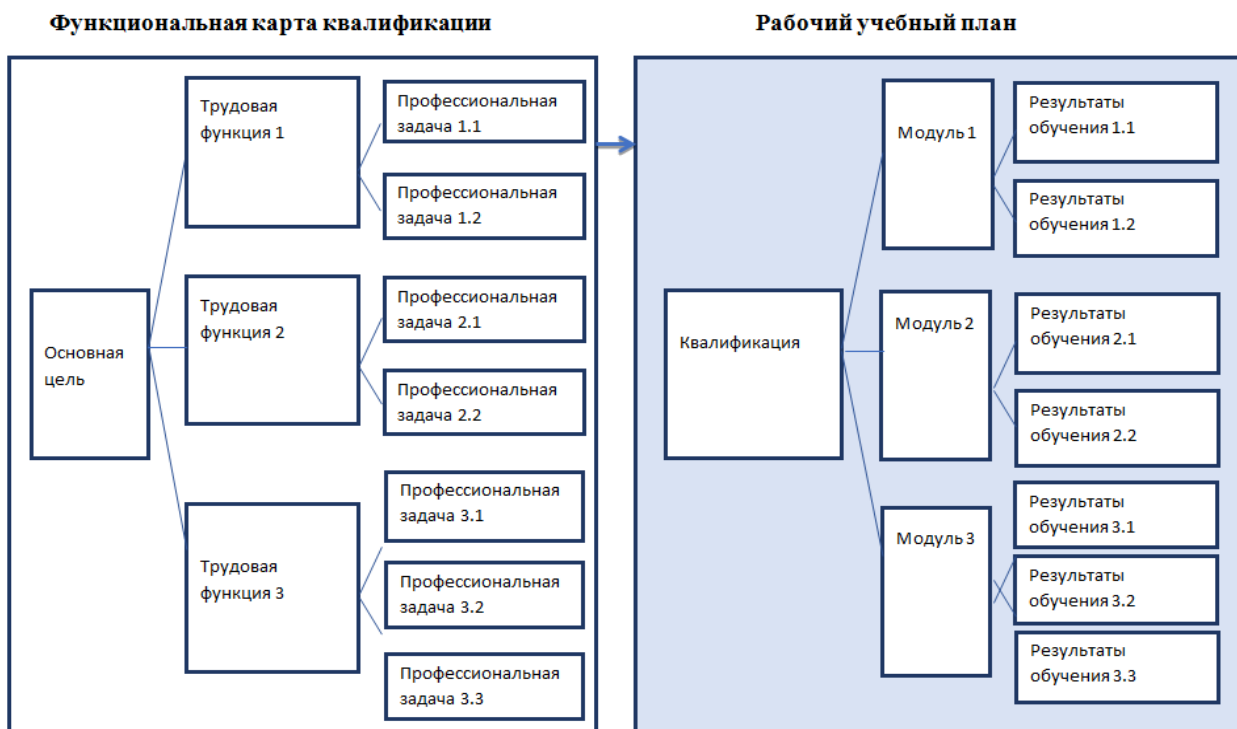 Функциональная карта квалификации
Рабочий учебный план
Основная
цель
Трудовая
функция 1
Профессиональная
задача 1.1
Профессиональная
задача 1.2
Трудовая
функция 2
Профессиональная
задача 2.1
Профессиональная
задача 2.2
Трудовая
функция 3
Профессиональная
задача 3.1
Профессиональная
задача 3.2
Профессиональная
задача 3.3
Квалификация
Модуль 1
Результаты
обучения 1.1
Результаты
обучения 1.2
Модуль 2
Результаты
обучения 2.1
Результаты
обучения 2.2
Модуль 3
Результаты
обучения 3.1
Результаты
обучения 3.2
Результаты
обучения 3.3